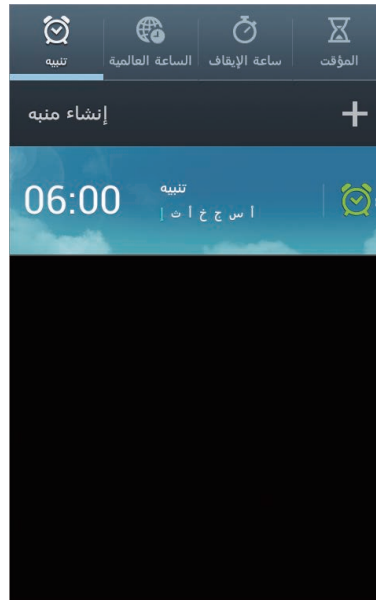 تنبيه
الساعة العالمية
ساعة الإيقاف
المؤقت
إنشاء منبه
06:00
تنبيه
أ س ج خ أ ث إ